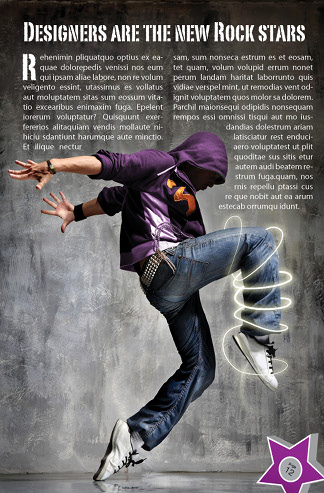 Designers are the new Rock stars
Rehenimin pliquatquo optius ex ea-
quae dolorepedis venissi nos eum
qui ipsam aliae labore, non re volum
veligento essint, utassimus es vollatus
aut moluptatem sitas sum eossum vita-
tio excearibus enimaxim fuga. Epelent
iorerum voluptatur? Quisquunt exer-
fererios alitaquiam vendis mollaute ni-
hiciu sdantiunt harumque aute minctio.
Et ilique nectur
sam, sum nonseca estrum es et eosam,
tet quam, volum volupid errum nonet
perum landam haritat laborrunto quis
vidiae verspel mint, ut remodias vent od-
ignit voluptatem quos molor sa dolorem.
Parchil maionsequi odipidis nonsequam
rempos essi omnissi tisqui aut mo ius-
dandias dolestrum ariam
latisciatur rest enduci-
aero voluptatest ut plit
quoditae sus sitis etur
autem audi beatem re-
strum fuga.quam, nos
mis repellu ptassi cus
re que nobit aut ea arum
estecab orrumqu idunt.
12